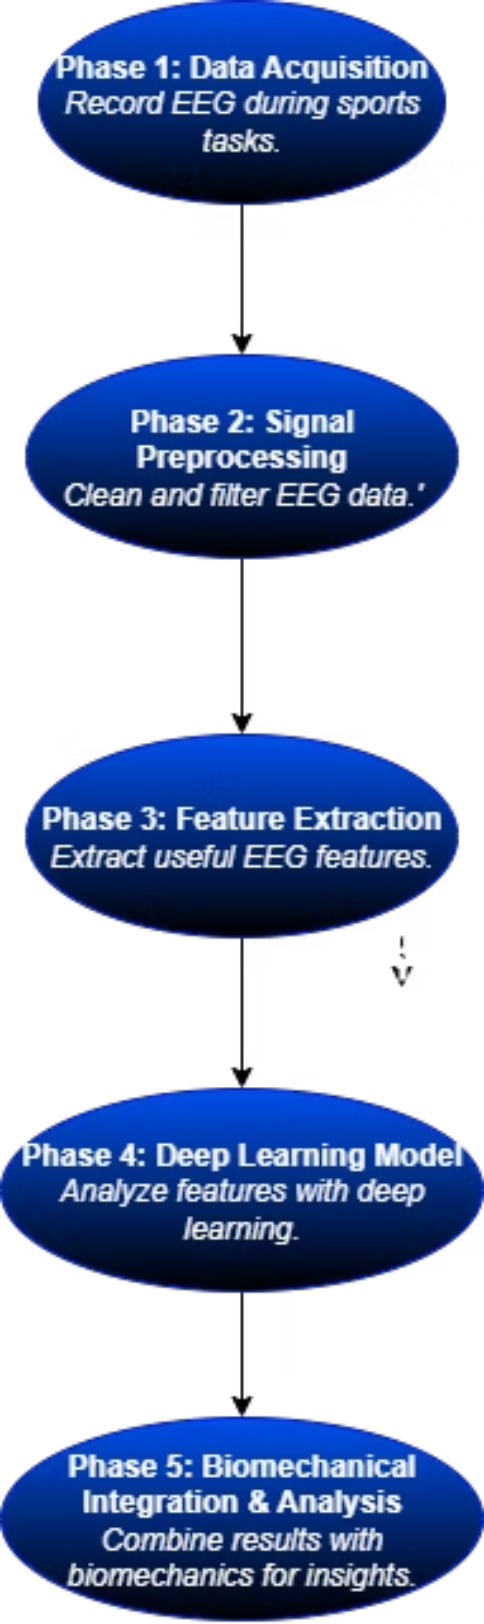 Phase 1: Data Acquisition
Record EEG during sports
tasks.
Phase 2: Signal
Preprocessing
Clean and filter EEG data.'
Phase 3: Feature Extraction
Extract useful EEG features.
Phase 4: Deep Learning Model
Analyze features with deep
learning.
Phase 5: Biomechanical
Integration & Analysis
Combine results with
biomechanics for insights.